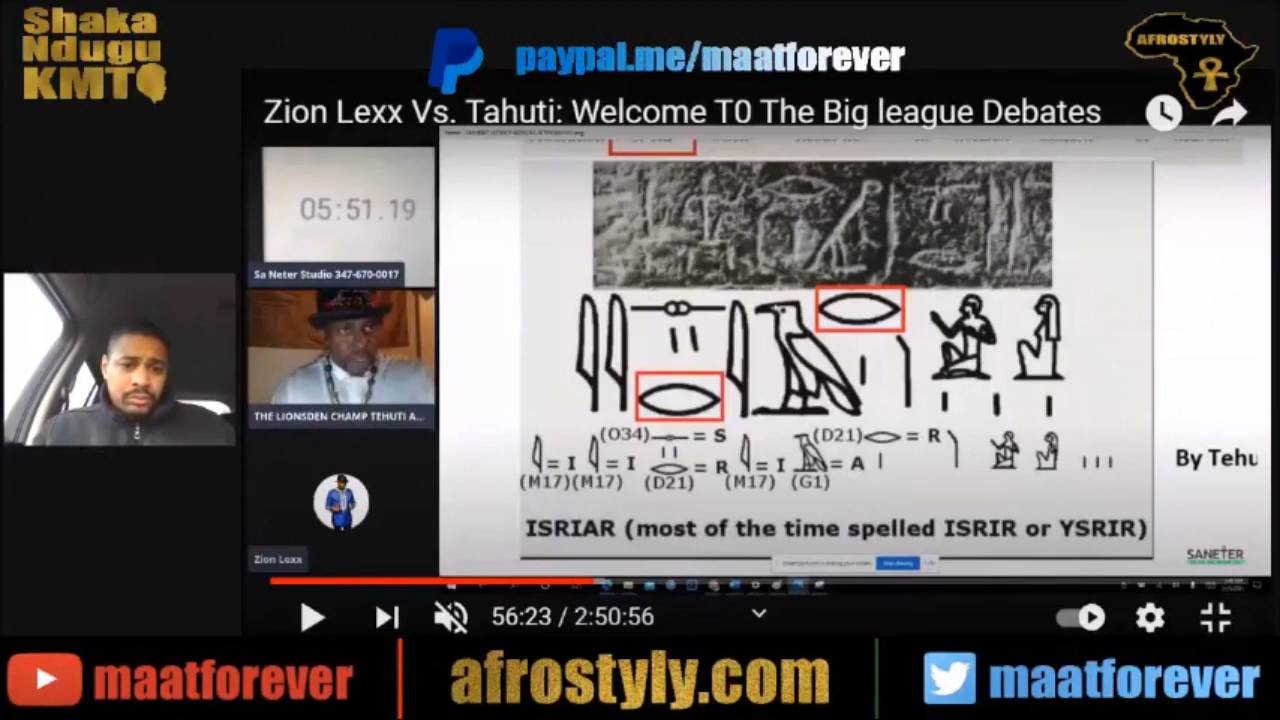 Shaka
Ndugu
KMT
paypal.me/maatforever
AFROSTYLY
Zion Lexx Vs. Tahuti: Welcome T0 The Big league Debates
05:51.19
Sa Neter Studio 347-670-0017
THE LIONSDEN CHAMP TEHUTI A...
Zion Lexx
(O34) = S
(D21) = R
= I = I = R = I = A
(M17)(M17) (D21) (M17) (G1)
By Tehu
ISRIAR (most of the time spelled ISRIR or YSRIR)
SANETER
56:23 / 2:50:56
maatforever
afrostyly.com
maatforever